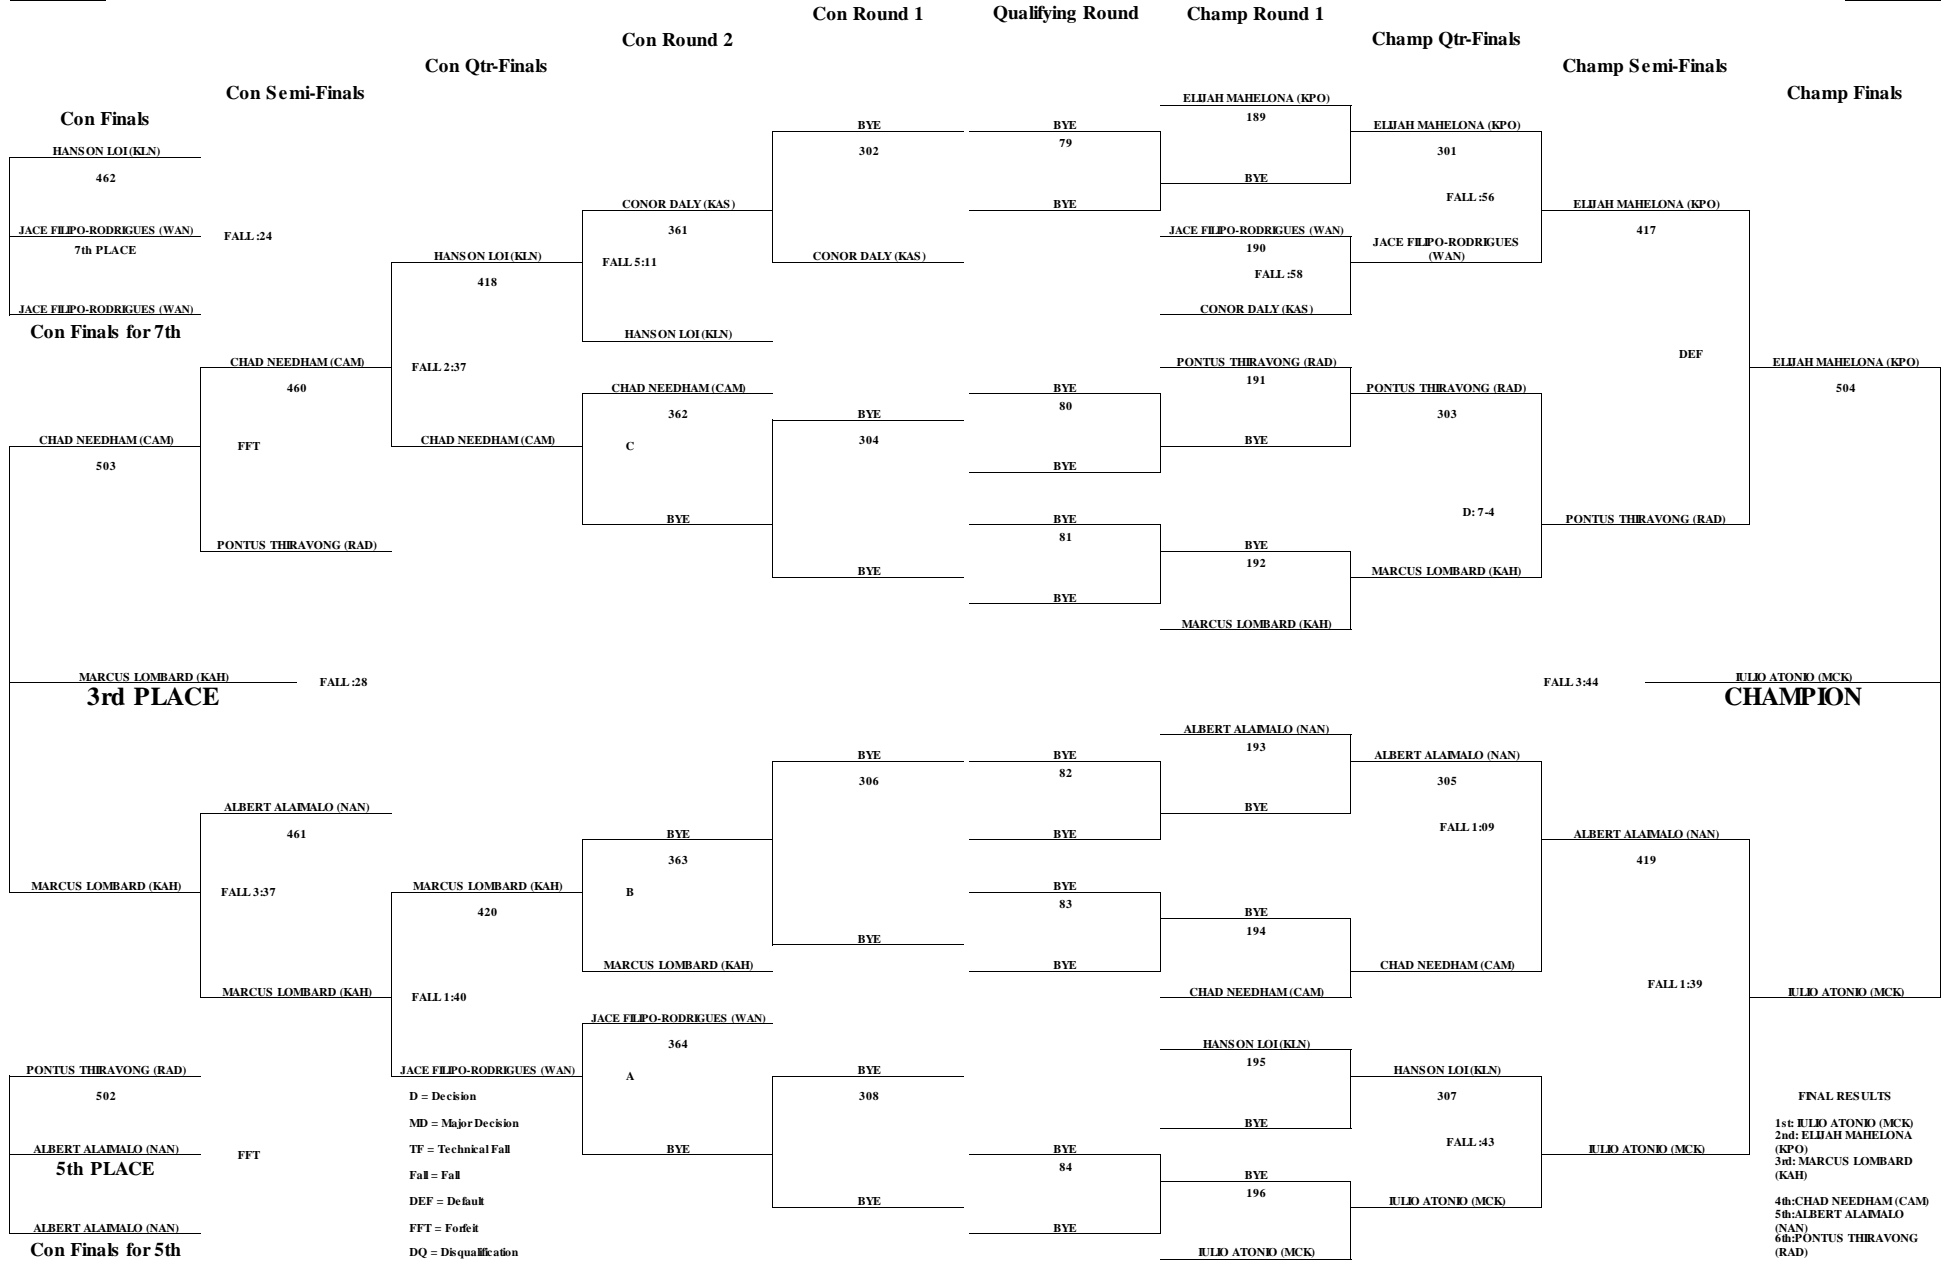 Con Round 1
Qualifying Round
Champ Round 1
Con Round 2
Champ Qtr-Finals
Con Qtr-Finals
Champ Semi-Finals
Con Semi-Finals
Champ Finals
Con Finals
HANSON LOI (KLN)
462
JACE FILIPO-RODRIGUES (WAN)
7th PLACE
FALL :24
JACE FILIPO-RODRIGUES (WAN)
Con Finals for 7th
CHAD NEEDHAM (CAM)
503
MARCUS LOMBARD (KAH)
3rd PLACE
FALL :28
MARCUS LOMBARD (KAH)
PONTUS THIRAVONG (RAD)
502
ALBERT ALAIMALO (NAN)
5th PLACE
FFT
ALBERT ALAIMALO (NAN)
Con Finals for 5th
CHAD NEEDHAM (CAM)
460
FFT
PONTUS THIRAVONG (RAD)
ALBERT ALAIMALO (NAN)
461
FALL 3:37
MARCUS LOMBARD (KAH)
HANSON LOI (KLN)
418
FALL 2:37
CHAD NEEDHAM (CAM)
MARCUS LOMBARD (KAH)
420
FALL 1:40
JACE FILIPO-RODRIGUES (WAN)
D = Decision
MD = Major Decision
TF = Technical Fall
Fall = Fall
DEF = Default
FFT = Forfeit
DQ = Disqualification
CONOR DALY (KAS)
361
FALL 5:11
HANSON LOI (KLN)
CHAD NEEDHAM (CAM)
362
C
BYE
BYE
363
B
MARCUS LOMBARD (KAH)
JACE FILIPO-RODRIGUES (WAN)
364
A
BYE
BYE
302
CONOR DALY (KAS)
BYE
304
BYE
BYE
306
BYE
BYE
308
BYE
BYE
79
BYE
BYE
80
BYE
BYE
81
BYE
BYE
82
BYE
BYE
83
BYE
BYE
84
BYE
ELIJAH MAHELONA (KPO)
189
BYE
JACE FILIPO-RODRIGUES (WAN)
190
FALL :58
CONOR DALY (KAS)
PONTUS THIRAVONG (RAD)
191
BYE
BYE
192
MARCUS LOMBARD (KAH)
ALBERT ALAIMALO (NAN)
193
BYE
BYE
194
CHAD NEEDHAM (CAM)
HANSON LOI (KLN)
195
BYE
BYE
196
IULIO ATONIO (MCK)
ELIJAH MAHELONA (KPO)
301
FALL :56
JACE FILIPO-RODRIGUES
(WAN)
PONTUS THIRAVONG (RAD)
303
D: 7-4
MARCUS LOMBARD (KAH)
ALBERT ALAIMALO (NAN)
305
FALL 1:09
CHAD NEEDHAM (CAM)
HANSON LOI (KLN)
307
FALL :43
IULIO ATONIO (MCK)
ELIJAH MAHELONA (KPO)
417
DEF
PONTUS THIRAVONG (RAD)
ALBERT ALAIMALO (NAN)
419
FALL 1:39
IULIO ATONIO (MCK)
ELIJAH MAHELONA (KPO)
504
FALL 3:44
IULIO ATONIO (MCK)
CHAMPION
IULIO ATONIO (MCK)
FINAL RESULTS
1st: IULIO ATONIO (MCK)
2nd: ELIJAH MAHELONA
(KPO)
3rd: MARCUS LOMBARD
(KAH)
4th:CHAD NEEDHAM (CAM)
5th:ALBERT ALAIMALO
(NAN)
6th:PONTUS THIRAVONG
(RAD)